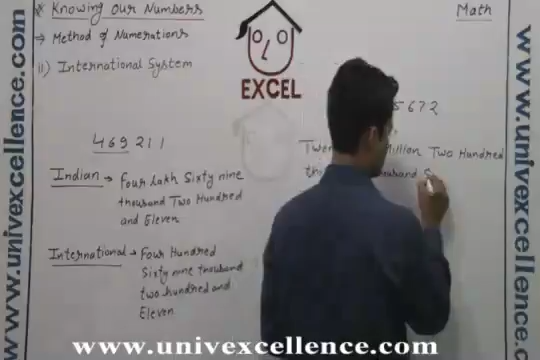 * Knowing Our Numbers
Math
→ Method of Numerations
ii) International System
EXCEL
5672
469211
Million Two Hundred
Indian → Four lakh Sixty nine
thousand Two Hundred
and Eleven
International → Four Hundred
Sixty nine thousand
two hundred and
Eleven
www.univexcellence.com
www.univexcellence.com
www.univexcellence.com